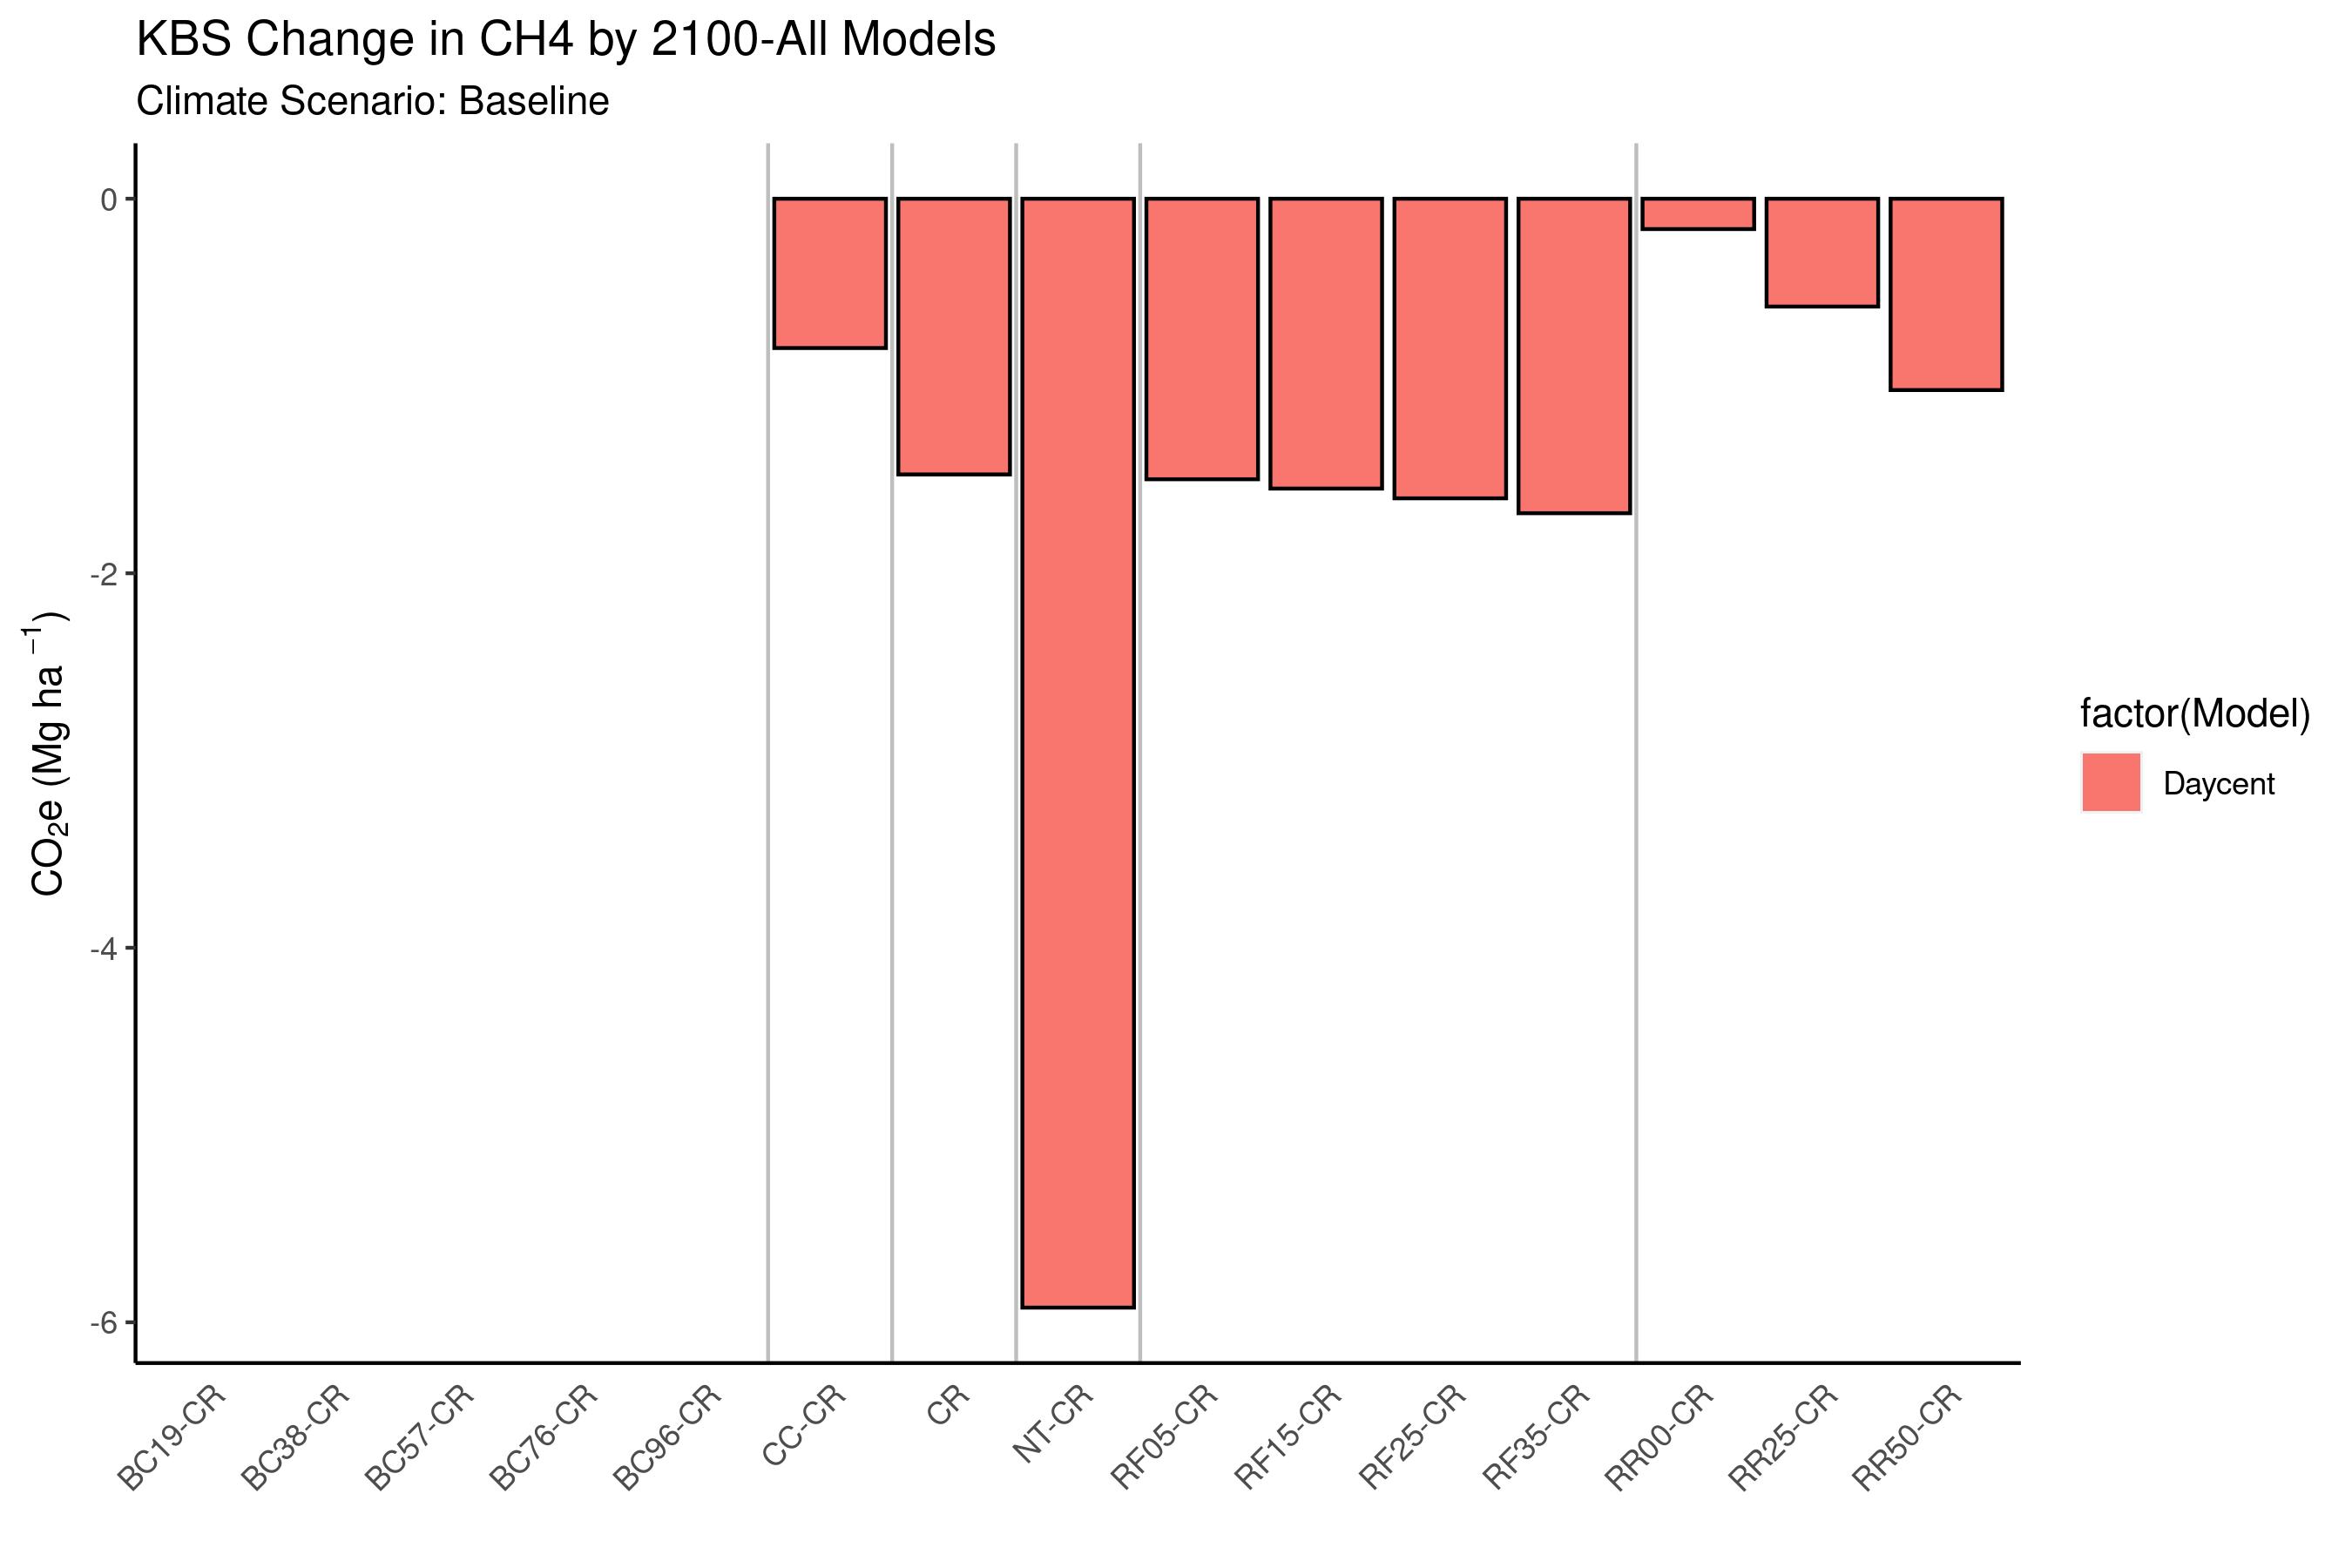 KBS Change in CH4 by 2100-All Models
Climate Scenario: Baseline
0
-2
-4
-6
CO₂e (Mg ha ⁻¹)
BC19-CR
BC38-CR
BC57-CR
BC76-CR
BC96-CR
CC-CR
CR
NT-CR
RF05-CR
RF15-CR
RF25-CR
RF35-CR
RR00-CR
RR25-CR
RR50-CR
factor(Model)
Daycent